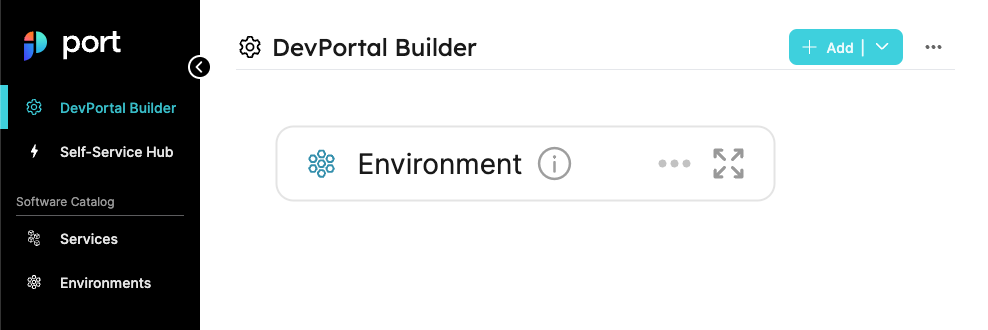 port
DevPortal Builder
Self-Service Hub
Software Catalog
Services
Environments
DevPortal Builder
+ Add |
Environment